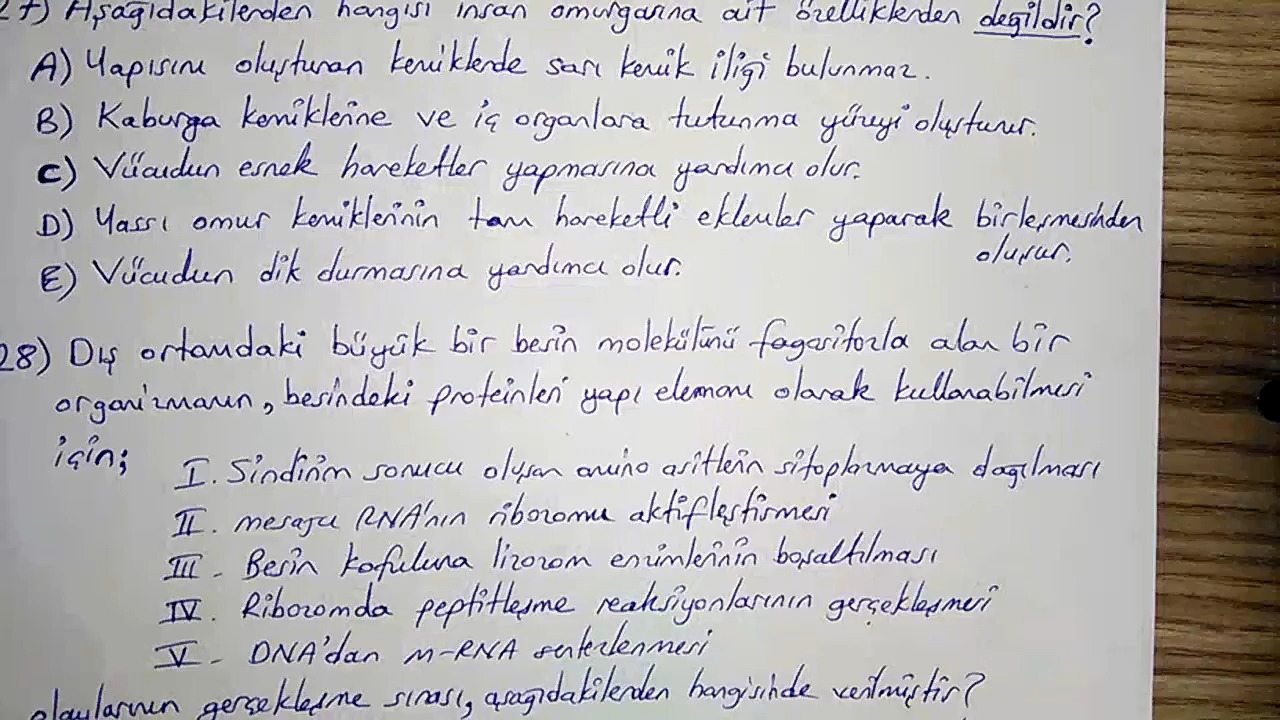 27) Aşağıdakilerden hangisi insan omurgasına ait özelliklerden değildir?
A) Yapısını oluşturan kemiklerde sarı kemik iliği bulunmaz.
B) Kaburga kemiklerine ve iç organlara tutunma yüzeyi oluşturur.
C) Vücudun esnek hareketler yapmasına yardımcı olur.
D) Yassı omur kemiklerinin tam hareketli eklemler yaparak birleşmesinden
oluşur.
E) Vücudun dik durmasına yardımcı olur.
28) Dış ortamdaki büyük bir besin molekülünü fagositozla alan bir
organizmanın, besindeki proteinleri yapı elemanı olarak kullanabilmesi
için;
I. Sindirim sonucu oluşan amino asitlerin sitoplazmaya dağılması
II. mesajcı RNA'nın ribozomu aktifleştirmesi
III - Besin kofuluna lizozom enzimlerinin boşaltılması
IV. Ribozomda peptitleşme reaksiyonlarının gerçekleşmesi
V - DNA'dan m-RNA sentezlenmesi
olaylarının gerçekleşme sırası, aşağıdakilerden hangisinde verilmiştir?